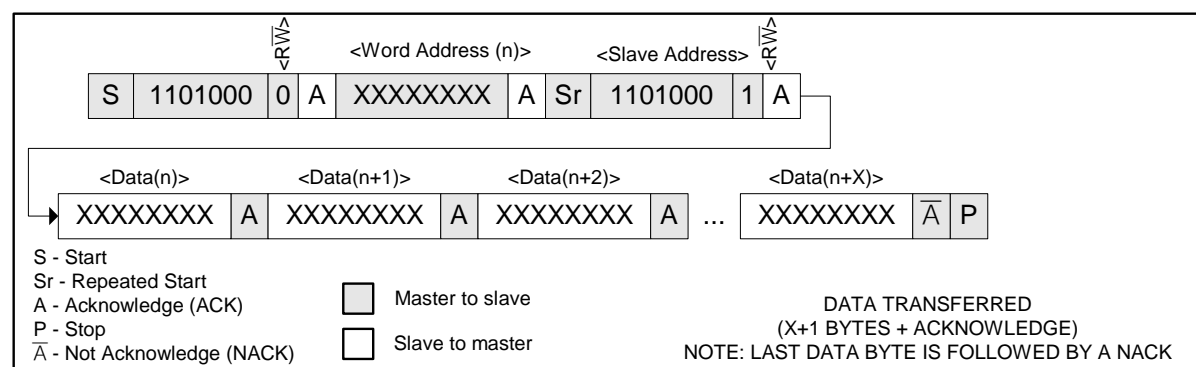 <RW̅> <Word Address (n)> <Slave Address> <RW̅>
S 1101000 0 A XXXXXXXX A Sr 1101000 1 A
<Data(n)> <Data(n+1)> <Data(n+2)> <Data(n+X)>
XXXXXXXX A XXXXXXXX A XXXXXXXX A ... XXXXXXXX A̅ P
S - Start
Sr - Repeated Start
A - Acknowledge (ACK)
P - Stop
A̅ - Not Acknowledge (NACK)
Master to slave
Slave to master
DATA TRANSFERRED
(X+1 BYTES + ACKNOWLEDGE)
NOTE: LAST DATA BYTE IS FOLLOWED BY A NACK